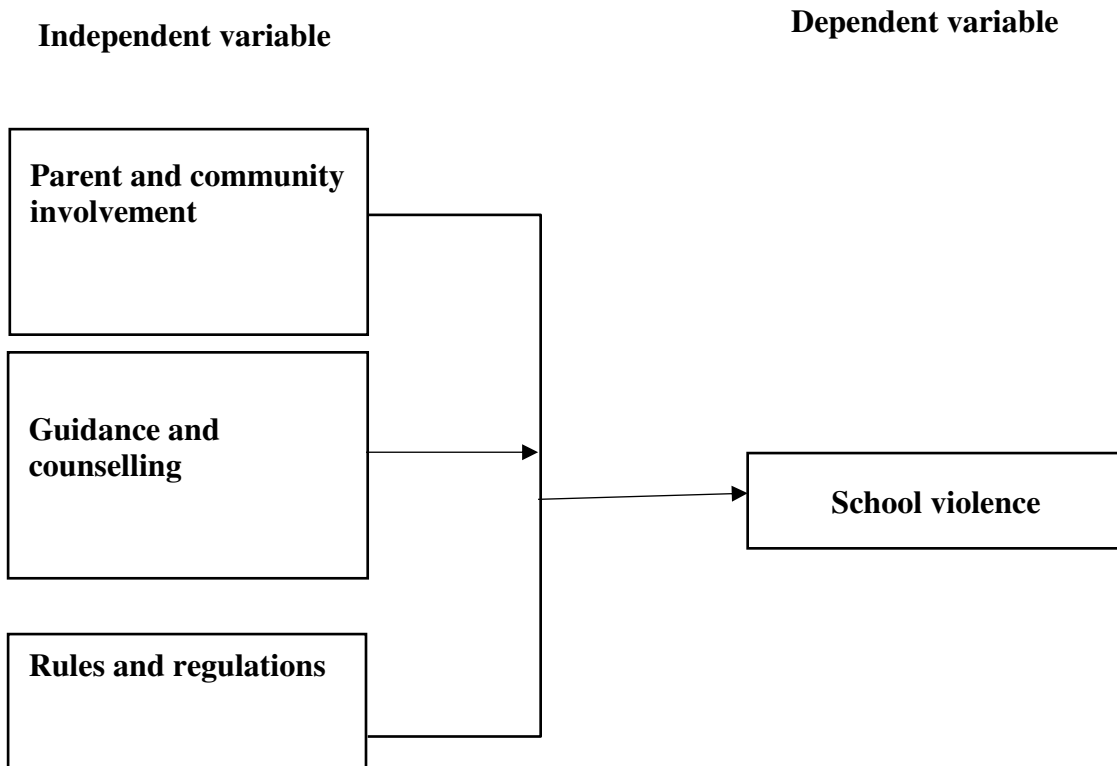 Independent variable
Dependent variable
Parent and community
involvement
Guidance and
counselling
School violence
Rules and regulations